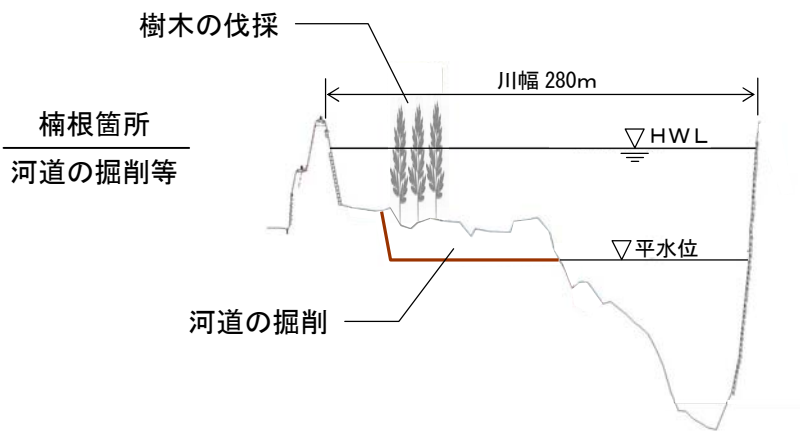 樹木の伐採
川幅 280m
楠根箇所
河道の掘削等
▽HWL
▽平水位
河道の掘削